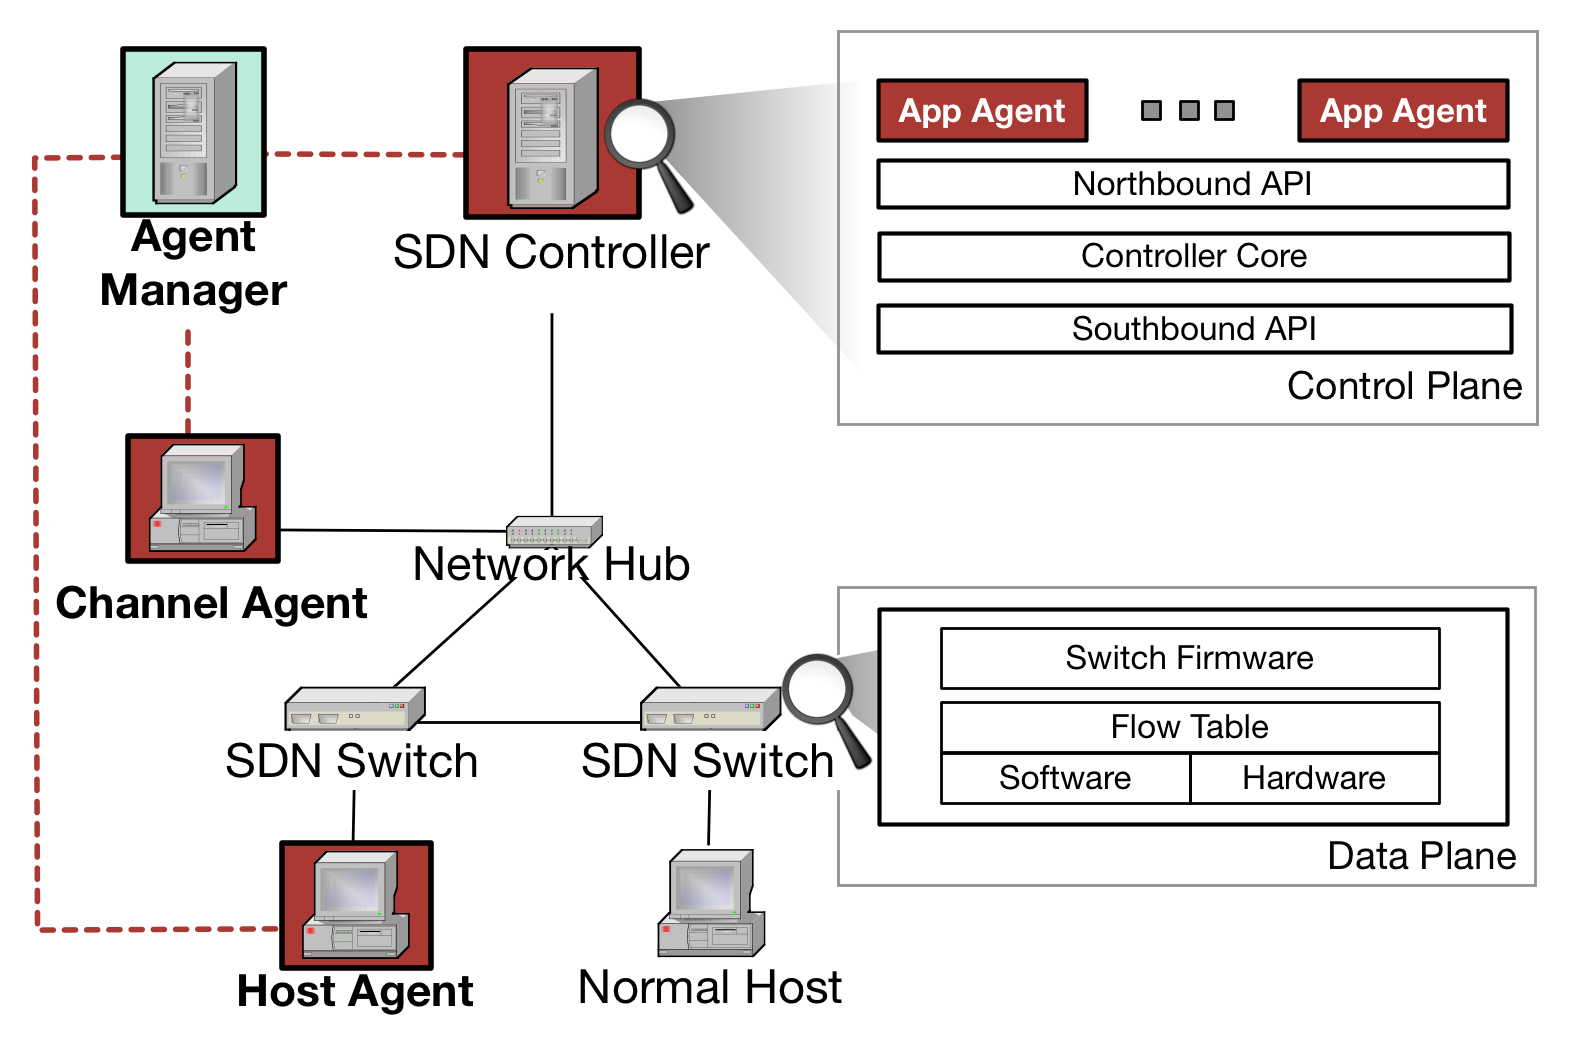 Agent
Manager
SDN Controller
App Agent
App Agent
Northbound API
Controller Core
Southbound API
Control Plane
Channel Agent
Network Hub
SDN Switch
SDN Switch
Switch Firmware
Flow Table
Software
Hardware
Data Plane
Host Agent
Normal Host